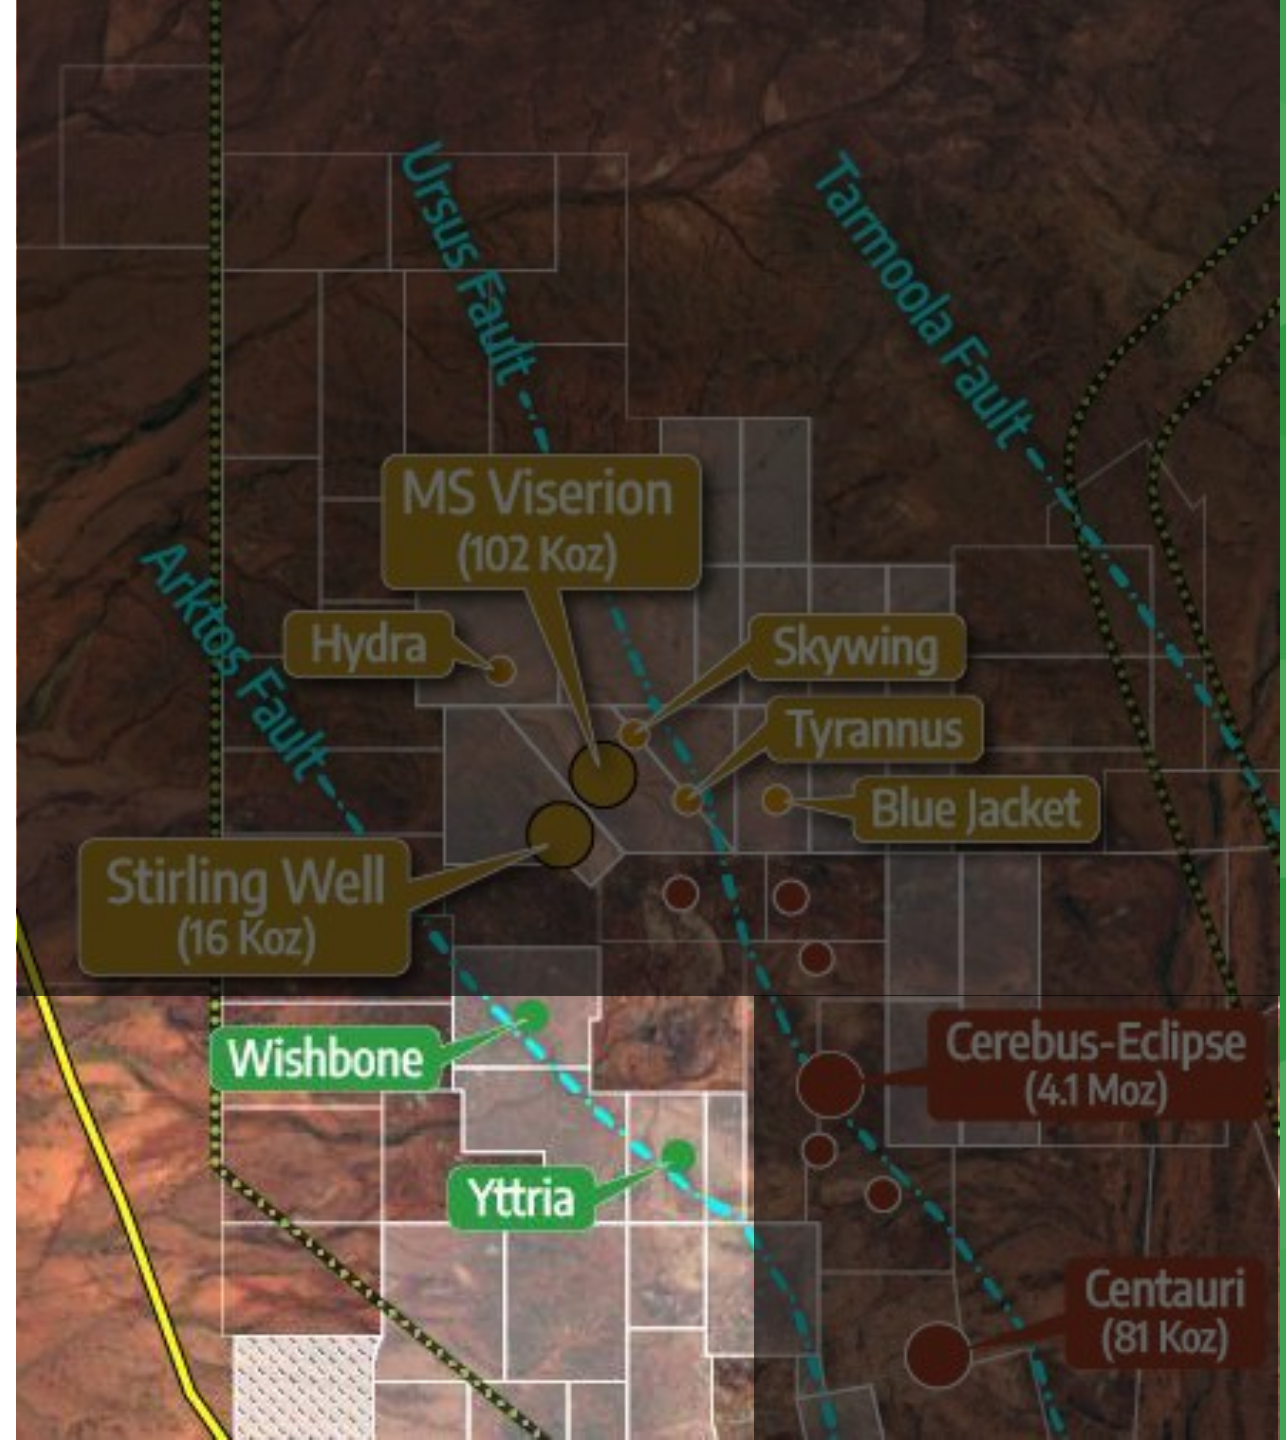 Ursus Fault
Tarmoola Fault
MS Viserion
(102 Koz)
Arktos Fault
Hydra
Skywing
Tyrannus
Blue Jacket
Stirling Well
(16 Koz)
Wishbone
Cerebus-Eclipse
(4.1 Moz)
Yttria
Centauri
(81 Koz)